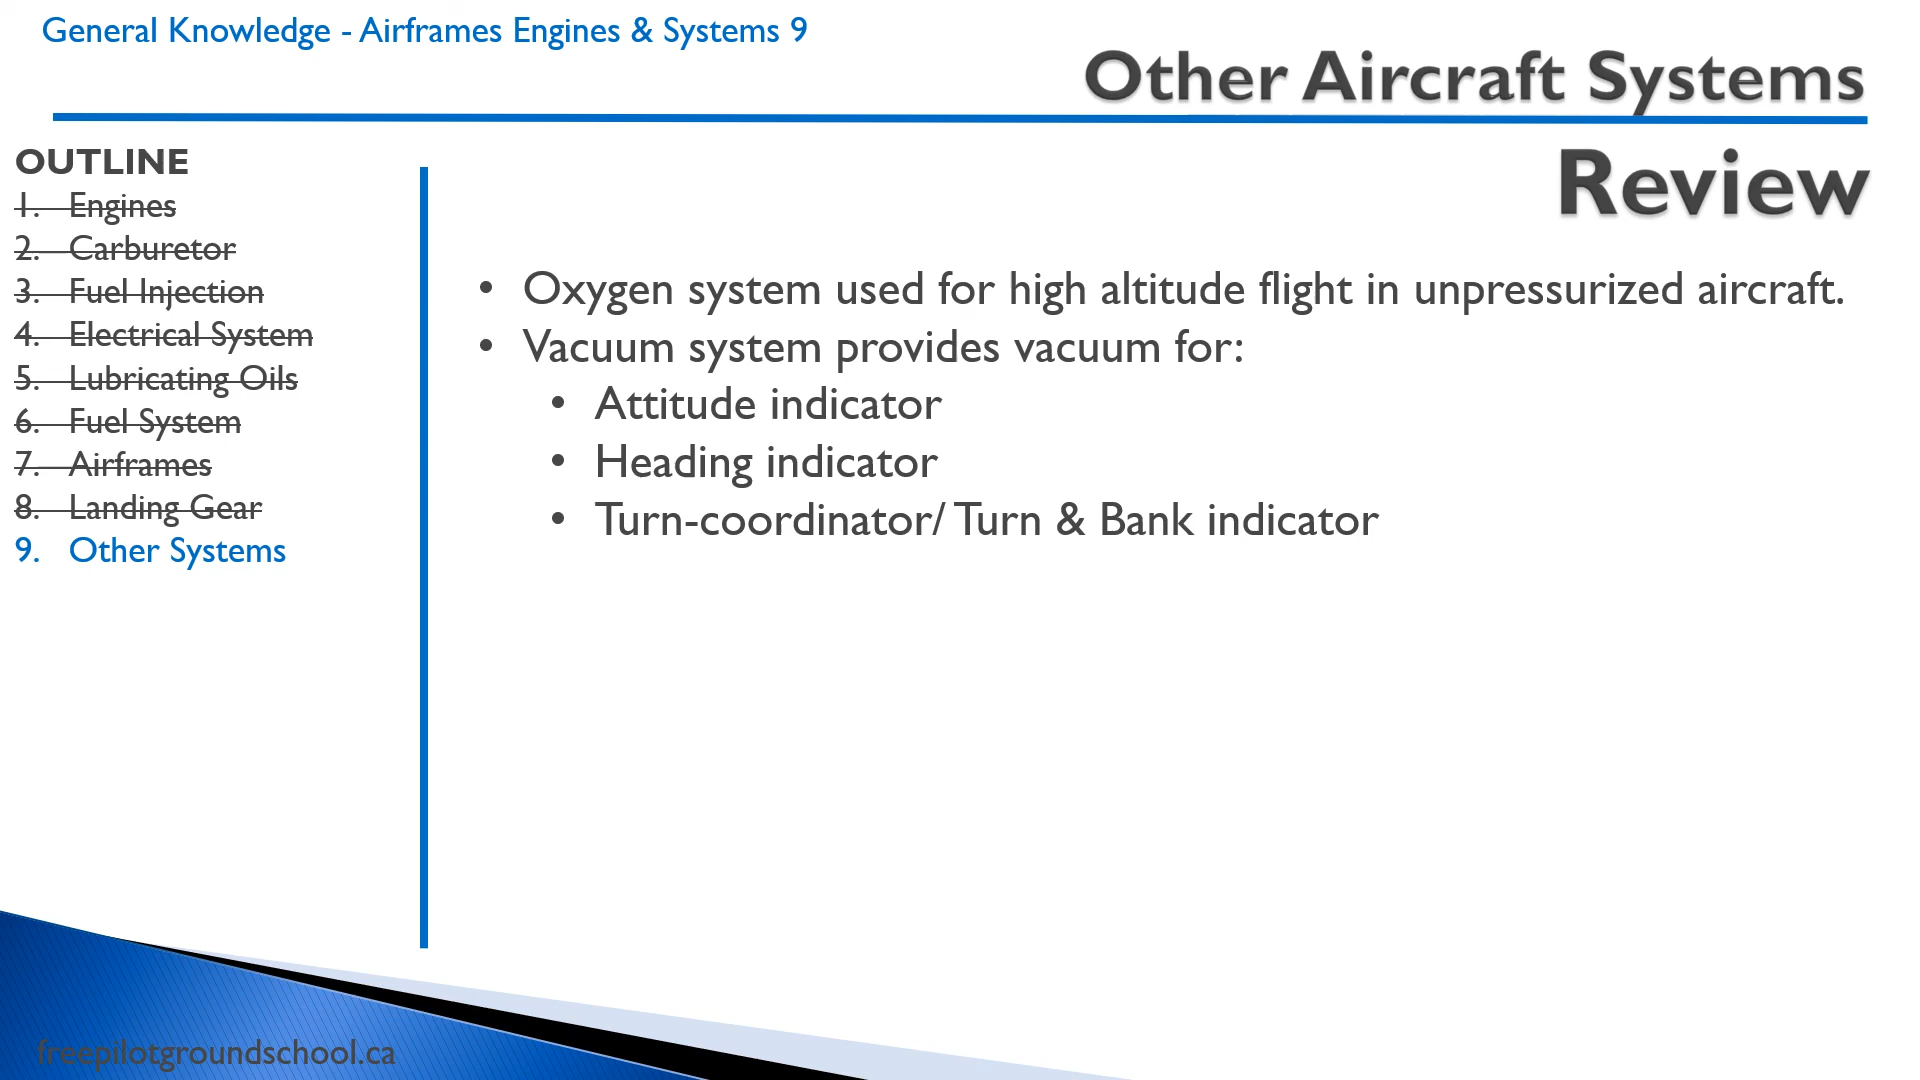 General Knowledge - Airframes Engines & Systems 9
Other Aircraft Systems
Review
OUTLINE
1. Engines
2. Carburetor
3. Fuel Injection
4. Electrical System
5. Lubricating Oils
6. Fuel System
7. Airframes
8. Landing Gear
9. Other Systems
• Oxygen system used for high altitude flight in unpressurized aircraft.
• Vacuum system provides vacuum for:
• Attitude indicator
• Heading indicator
• Turn-coordinator/ Turn & Bank indicator
freepilotgroundschool.ca